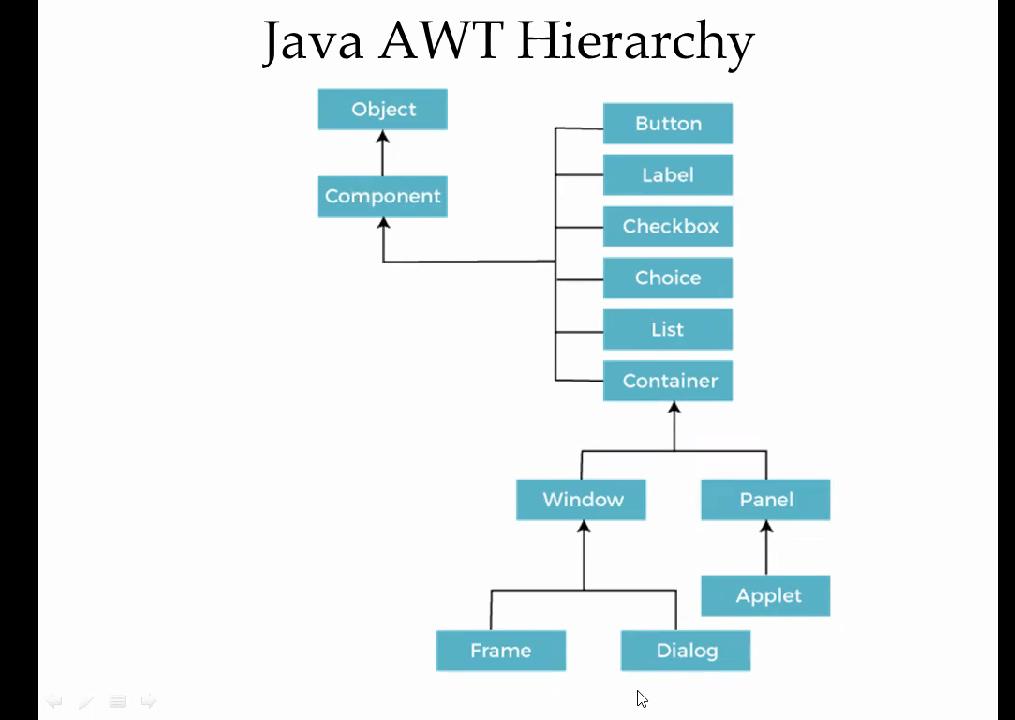 Java AWT Hierarchy
Object
Component
Button
Label
Checkbox
Choice
List
Container
Window
Panel
Applet
Frame
Dialog